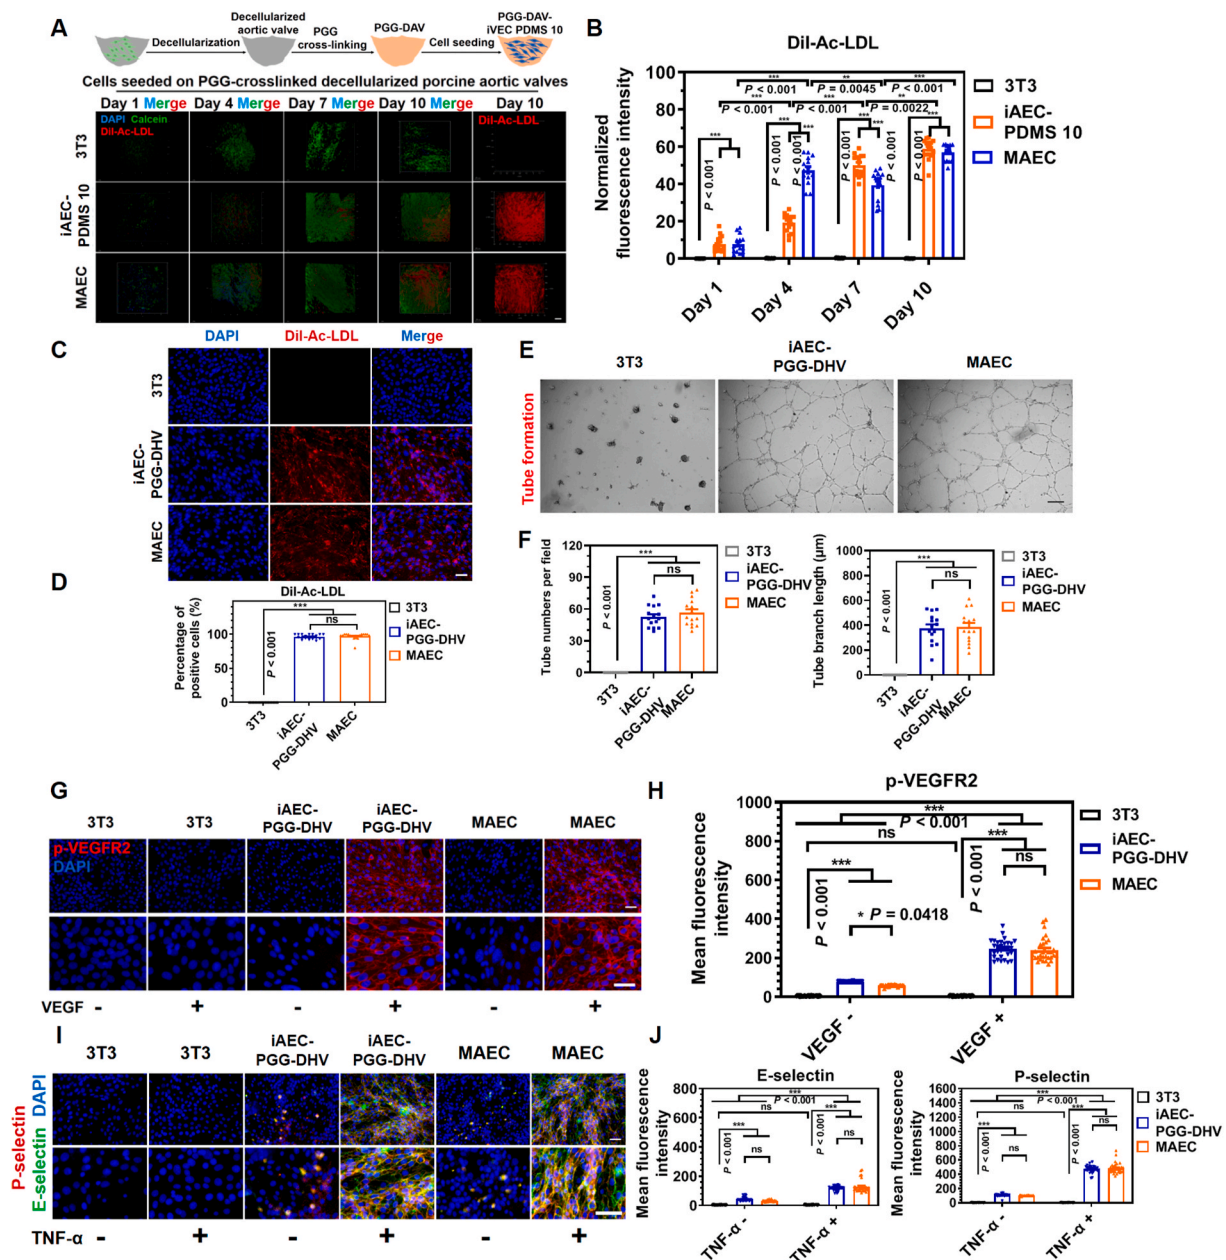 A
Decellularized
aortic valve
PGG-DAV
PGG-DAV-
iVEC PDMS 10
Decellularization
PGG
cross-linking
Cell seeding
Cells seeded on PGG-crosslinked decellularized porcine aortic valves
Day 1 Merge Day 4 Merge Day 7 Merge Day 10 Merge Day 10
DAPI Calcein
Dil-Ac-LDL
Dil-Ac-LDL
3T3
iAEC-
PDMS 10
MAEC
B
Dil-Ac-LDL
Normalized
fluorescence intensity
100
80
60
40
20
0
*** ** ***
P < 0.001 P = 0.0045 P < 0.001
*** *** **
P < 0.001 P < 0.001 P = 0.0022
*** *** *** *** *** ***
P < 0.001
P < 0.001
P < 0.001
P < 0.001
P < 0.001
P < 0.001
Day 1
Day 4
Day 7
Day 10
3T3
iAEC-
PDMS 10
MAEC
C
DAPI Dil-Ac-LDL Merge
3T3
iAEC-
PGG-DHV
MAEC
D
Dil-Ac-LDL
Percentage of
positive calls (%)
100
50
0
***
ns
P < 0.001
3T3
iAEC-
PGG-DHV
MAEC
3T3
iAEC-
PGG-DHV
MAEC
E
3T3
iAEC-
PGG-DHV
MAEC
Tube formation
F
Tube numbers per field
120
90
60
30
0
***
ns
P < 0.001
3T3
iAEC-
PGG-DHV
MAEC
3T3
iAEC-
PGG-DHV
MAEC
Tube branch length (µm)
1000
800
600
400
200
0
***
ns
P < 0.001
3T3
iAEC-
PGG-DHV
MAEC
3T3
iAEC-
PGG-DHV
MAEC
G
3T3 3T3 iAEC-
PGG-DHV iAEC-
PGG-DHV MAEC MAEC
p-VEGFR2
DAPI
VEGF - + - + - +
H
p-VEGFR2
Mean fluorescence
intensity
1000
800
600
400
200
0
***
P < 0.001
ns
***
***
ns
P < 0.001
P < 0.001
* P = 0.0418
VEGF -
VEGF +
3T3
iAEC-
PGG-DHV
MAEC
I
3T3 3T3 iAEC-
PGG-DHV iAEC-
PGG-DHV MAEC MAEC
P-selectin
E-selectin DAPI
TNF-α - + - + - +
J
E-selectin
Mean fluorescence
intensity
800
600
400
200
0
***
P < 0.001
ns
***
***
P < 0.001
P < 0.001
ns
ns
TNF-α -
TNF-α +
P-selectin
Mean fluorescence
intensity
1600
1400
1200
1000
800
600
400
200
0
***
P < 0.001
ns
***
***
P < 0.001
P < 0.001
ns
ns
TNF-α -
TNF-α +
3T3
iAEC-
PGG-DHV
MAEC